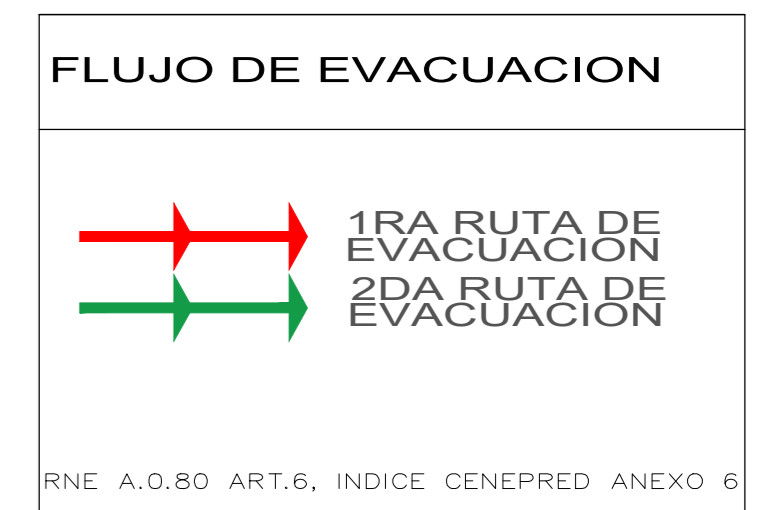 FLUJO DE EVACUACION
1RA RUTA DE
EVACUACION
2DA RUTA DE
EVACUACION
RNE A.0.80 ART.6, INDICE CENEPRED ANEXO 6